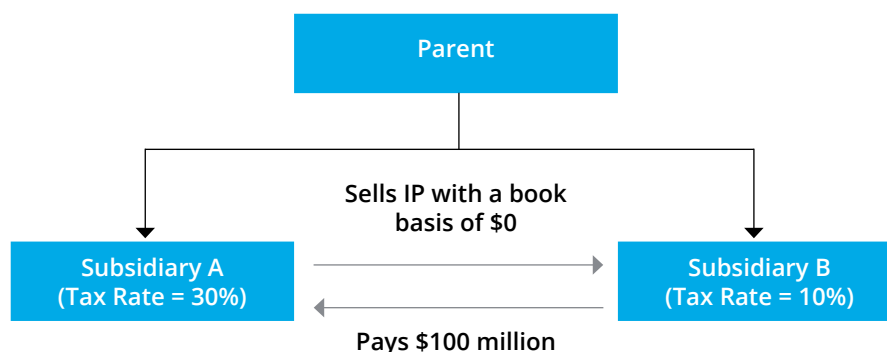 Parent
Sells IP with a book
basis of $0
Subsidiary A
(Tax Rate = 30%)
Subsidiary B
(Tax Rate = 10%)
Pays $100 million